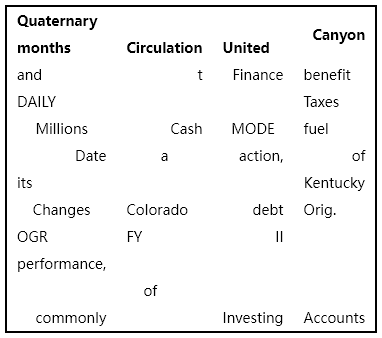 Quaternary months Circulation United Canyon
and t Finance benefit
DAILY Taxes
Millions Cash MODE fuel
Date a action, of
its Kentucky
Changes Colorado debt Orig.
OGR FY II
performance,
of
commonly Investing Accounts